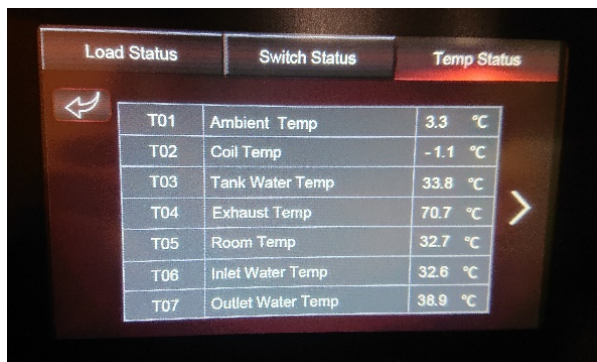 Load Status Switch Status Temp Status
T01 Ambient Temp 3.3 °C
T02 Coil Temp -1.1 °C
T03 Tank Water Temp 33.8 °C
T04 Exhaust Temp 70.7 °C
T05 Room Temp 32.7 °C
T06 Inlet Water Temp 32.6 °C
T07 Outlet Water Temp 38.9 °C